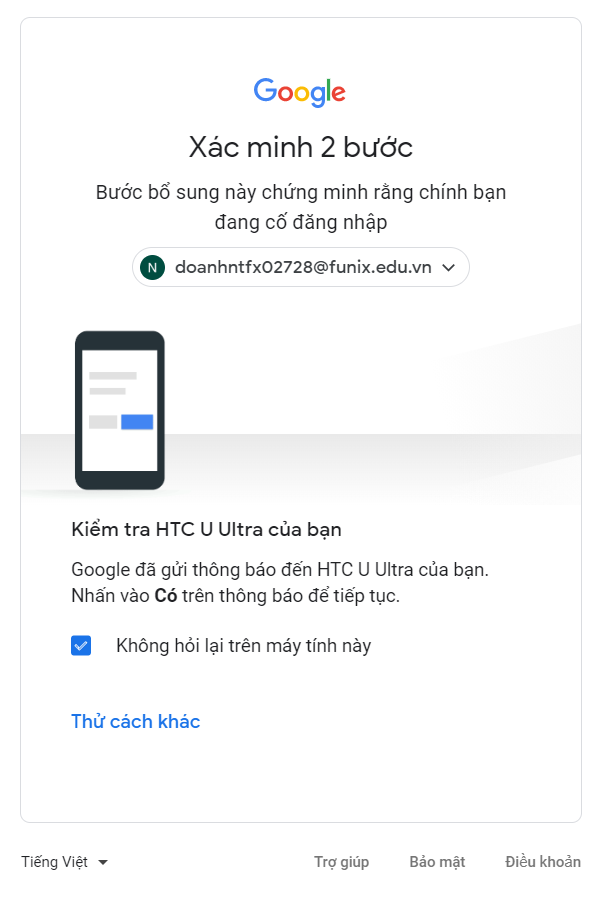 Google
Xác minh 2 bước
Bước bổ sung này chứng minh rằng chính bạn
đang cố đăng nhập
N doanhntfx02728@funix.edu.vn
Kiểm tra HTC U Ultra của bạn
Google đã gửi thông báo đến HTC U Ultra của bạn.
Nhấn vào Có trên thông báo để tiếp tục.
Không hỏi lại trên máy tính này
Thử cách khác
Tiếng Việt Trợ giúp Bảo mật Điều khoản